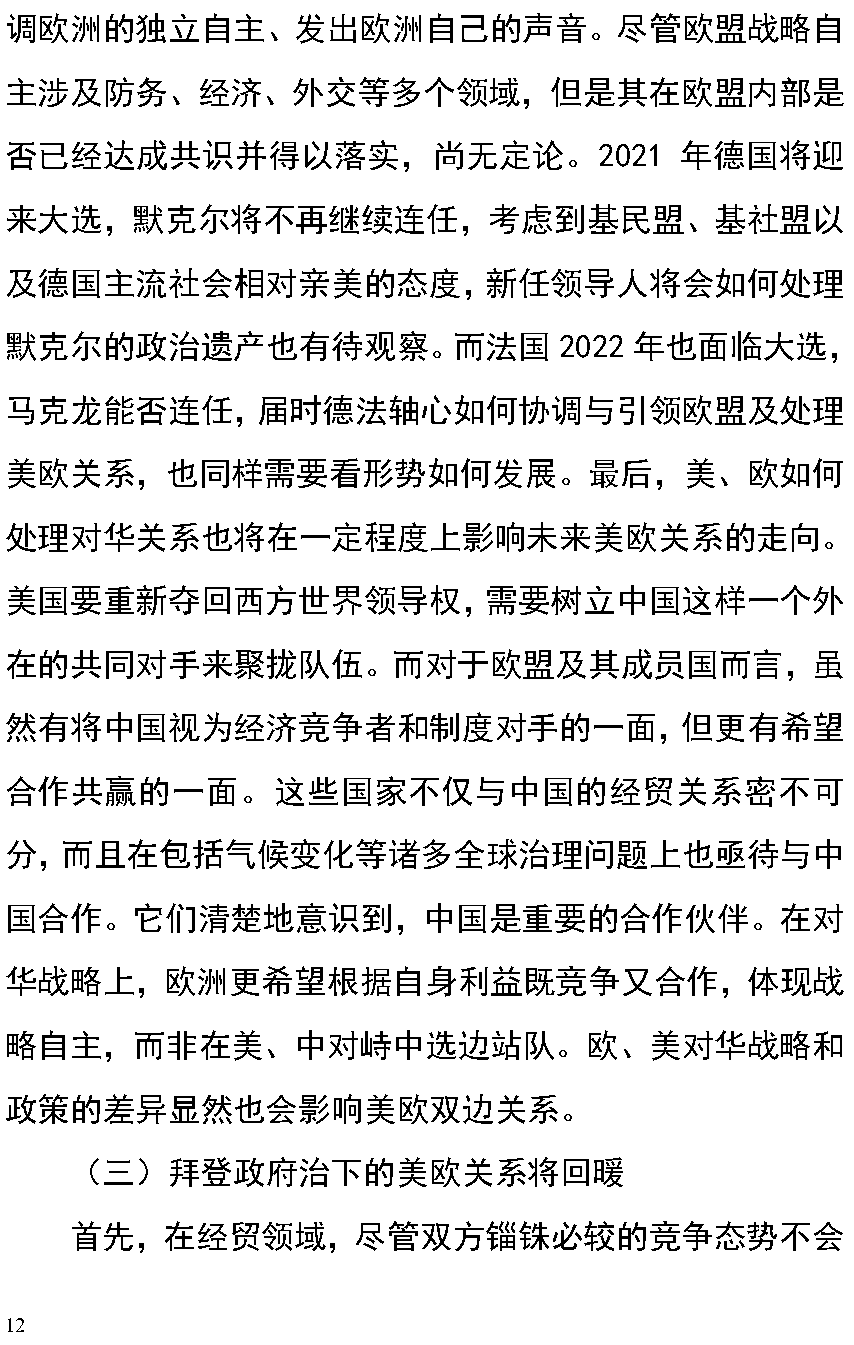 调欧洲的独立自主、发出欧洲自己的声音。尽管欧盟战略自
主涉及防务、经济、外交等多个领域，但是其在欧盟内部是
否已经达成共识并得以落实，尚无定论。2021 年德国将迎
来大选，默克尔将不再继续连任，考虑到基民盟、基社盟以
及德国主流社会相对亲美的态度，新任领导人将会如何处理
默克尔的政治遗产也有待观察。而法国 2022 年也面临大选，
马克龙能否连任，届时德法轴心如何协调与引领欧盟及处理
美欧关系，也同样需要看形势如何发展。最后，美、欧如何
处理对华关系也将在一定程度上影响未来美欧关系的走向。
美国要重新夺回西方世界领导权，需要树立中国这样一个外
在的共同对手来聚拢队伍。而对于欧盟及其成员国而言，虽
然有将中国视为经济竞争者和制度对手的一面，但更有希望
合作共赢的一面。这些国家不仅与中国的经贸关系密不可
分，而且在包括气候变化等诸多全球治理问题上也亟待与中
国合作。它们清楚地意识到，中国是重要的合作伙伴。在对
华战略上，欧洲更希望根据自身利益既竞争又合作，体现战
略自主，而非在美、中对峙中选边站队。欧、美对华战略和
政策的差异显然也会影响美欧双边关系。
（三）拜登政府治下的美欧关系将回暖
首先，在经贸领域，尽管双方锱铢必较的竞争态势不会
12